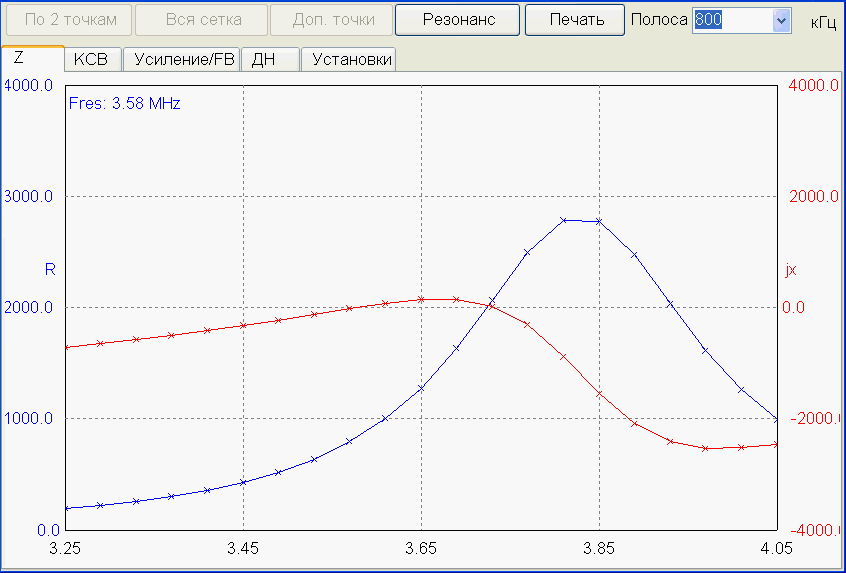 По 2 точкам Вся сетка Доп. точки Резонанс Печать Полоса 800 кГц
Z КСВ Усиление/FB ДН Установки
4000.0 4000.0
Fres: 3.58 MHz
3000.0 2000.0
R jx
2000.0 0.0
1000.0 -2000.0
0.0 -4000.0
3.25 3.45 3.65 3.85 4.05